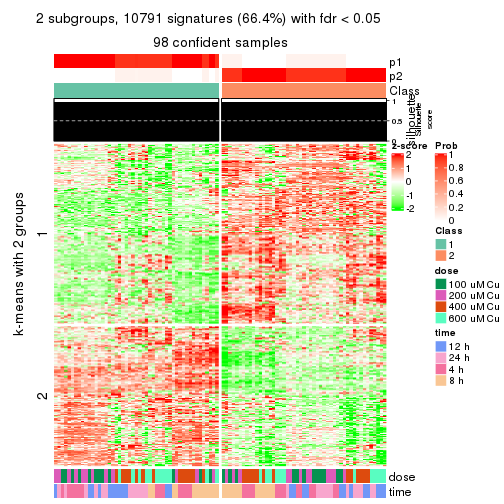 2 subgroups, 10791 signatures (66.4%) with fdr < 0.05
98 confident samples
p1
p2
Class
1
0.5
0
Silhouette
score
Silhouette
k-means with 2 groups
1
2
z-score
2
1
0
-1
-2
Prob
1
0.8
0.6
0.4
0.2
0
Class
1
2
dose
100 uM Cu
200 uM Cu
400 uM Cu
600 uM Cu
time
12 h
24 h
4 h
8 h
dose
time